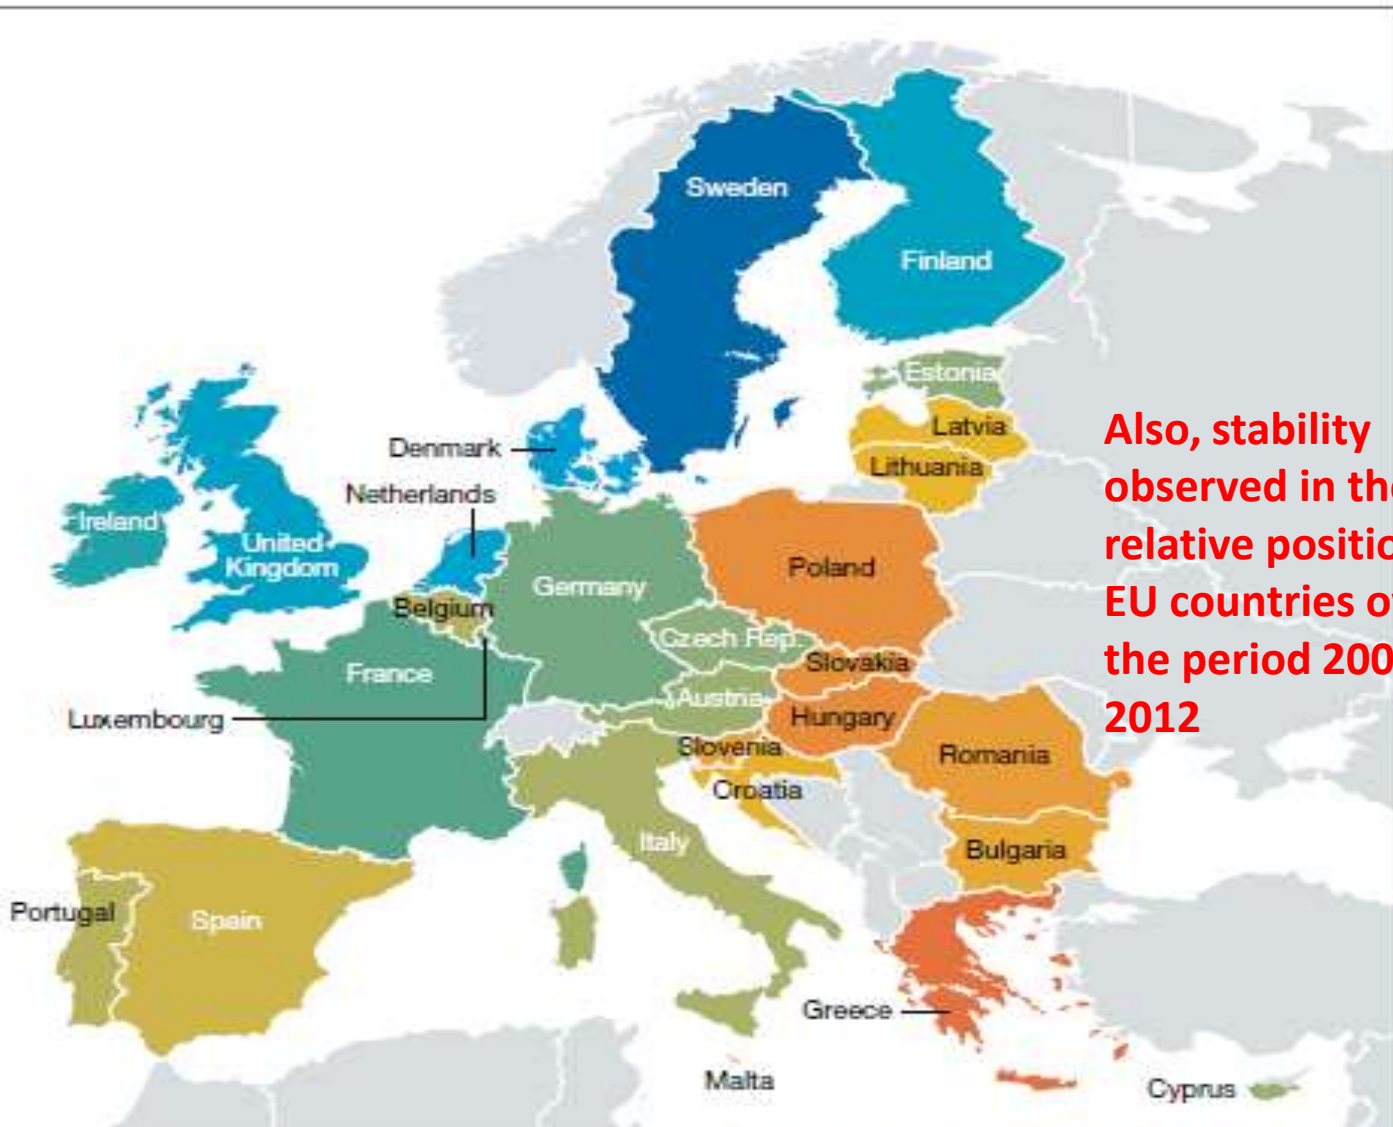 Sweden
Finland
Estonia
Latvia
Lithuania
Denmark
Netherlands
Ireland
United
Kingdom
Belgium
Germany
Poland
Czech Rep.
Slovakia
France
Austria
Hungary
Luxembourg
Slovenia
Romania
Croatia
Italy
Bulgaria
Portugal
Spain
Greece
Malta
Cyprus
Also, stability
observed in the
relative positio
EU countries o
the period 200
2012